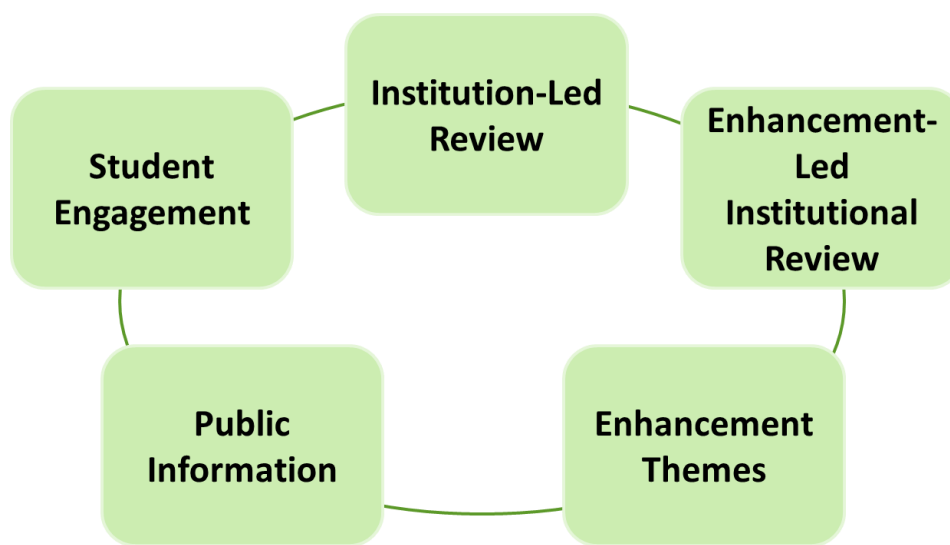 Institution-Led
Review
Enhancement-
Led
Institutional
Review
Enhancement
Themes
Public
Information
Student
Engagement